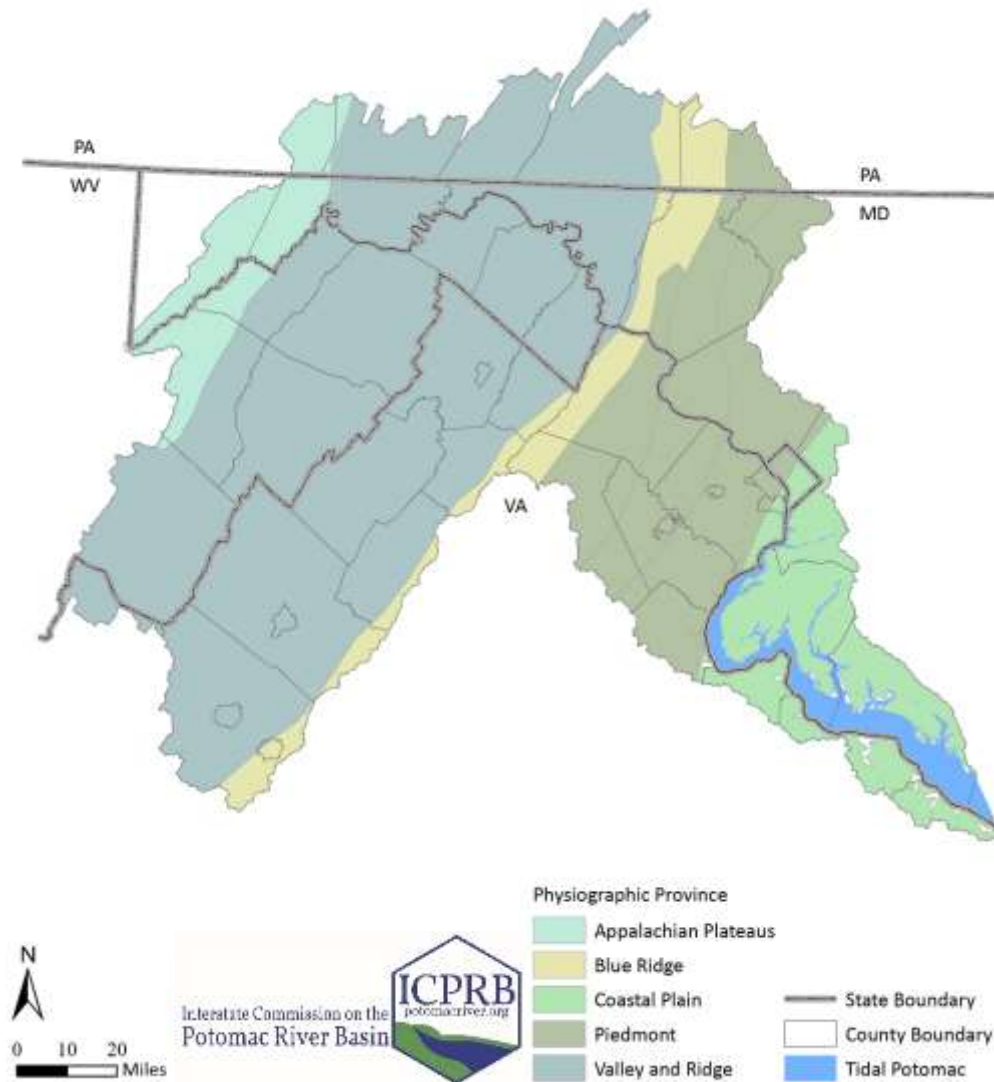 PA
WV
PA
MD
VA
Physiographic Province
Appalachian Plateaus
Blue Ridge
Coastal Plain
Piedmont
Valley and Ridge
State Boundary
County Boundary
Tidal Potomac
N
0 10 20
Miles
Interstate Commission on the
Potomac River Basin
ICPRB
potomacriver.org